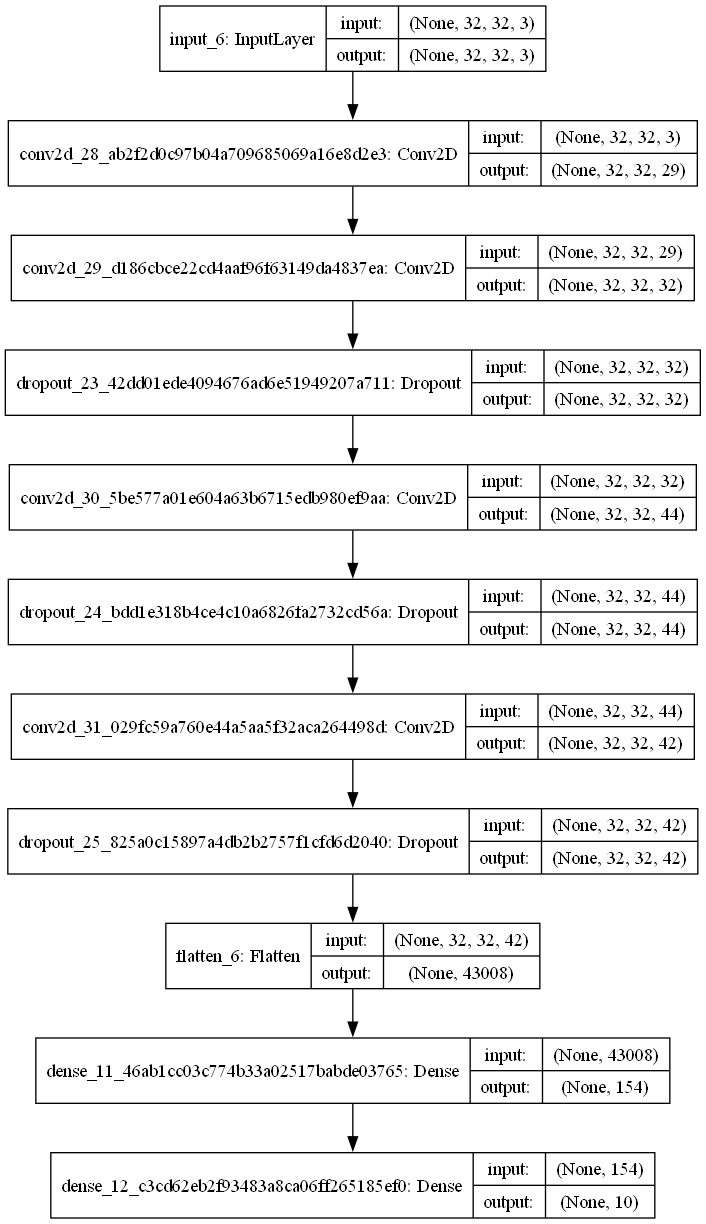 input_6: InputLayer
input: (None, 32, 32, 3)
output: (None, 32, 32, 3)
conv2d_28_ab2f2d0c97b04a709685069a16e8d2e3: Conv2D
input: (None, 32, 32, 3)
output: (None, 32, 32, 29)
conv2d_29_d186cbce22cd4aaf96f63149da4837ea: Conv2D
input: (None, 32, 32, 29)
output: (None, 32, 32, 32)
dropout_23_42dd01ede4094676ad6e51949207a711: Dropout
input: (None, 32, 32, 32)
output: (None, 32, 32, 32)
conv2d_30_5be577a01e604a63b6715edb980ef9aa: Conv2D
input: (None, 32, 32, 32)
output: (None, 32, 32, 44)
dropout_24_bdd1e318b4ce4c10a6826fa2732cd56a: Dropout
input: (None, 32, 32, 44)
output: (None, 32, 32, 44)
conv2d_31_029fc59a760e44a5aa5f32aca264498d: Conv2D
input: (None, 32, 32, 44)
output: (None, 32, 32, 42)
dropout_25_825a0c15897a4db2b2757f1cfd6d2040: Dropout
input: (None, 32, 32, 42)
output: (None, 32, 32, 42)
flatten_6: Flatten
input: (None, 32, 32, 42)
output: (None, 43008)
dense_11_46ab1cc03c774b33a02517babde03765: Dense
input: (None, 43008)
output: (None, 154)
dense_12_c3cd62eb2f93483a8ca06ff265185ef0: Dense
input: (None, 154)
output: (None, 10)